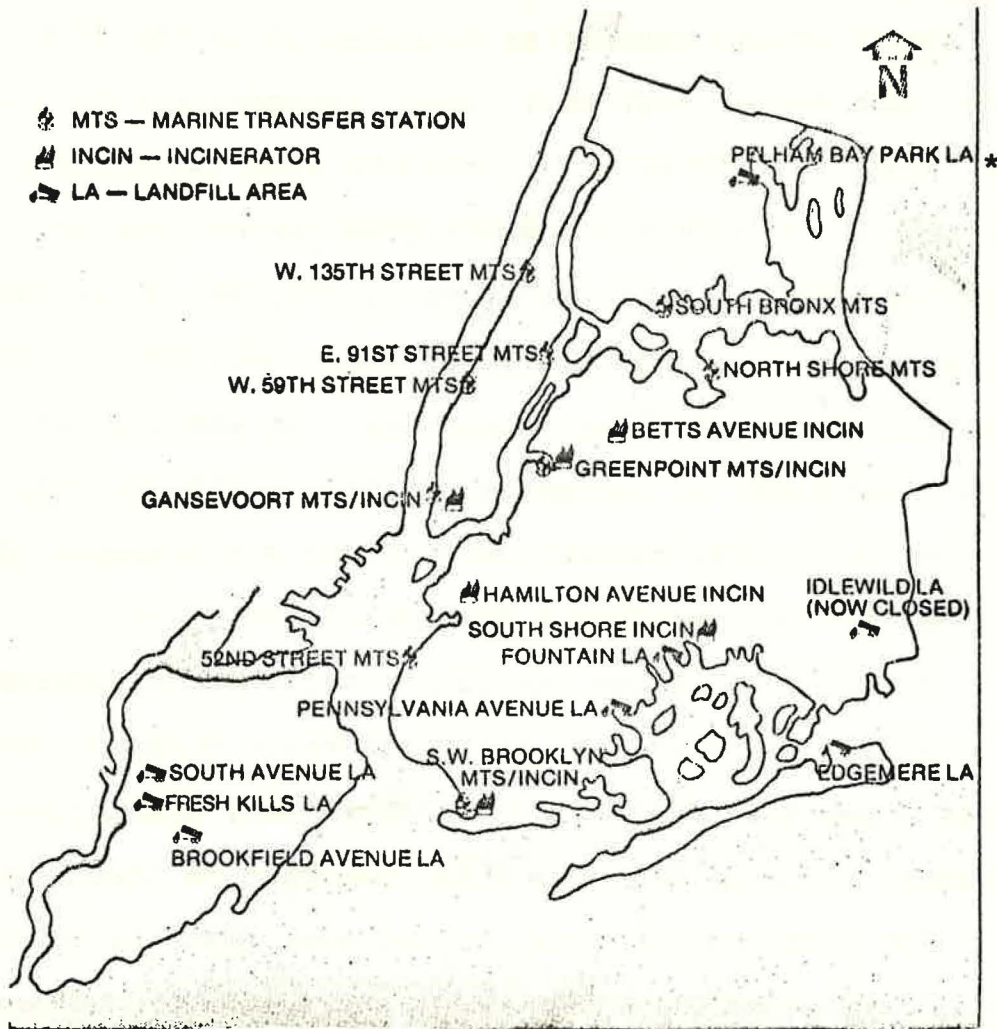 N
MTS — MARINE TRANSFER STATION
INCIN — INCINERATOR
LA — LANDFILL AREA
PELHAM BAY PARK LA *
W. 135TH STREET MTS
SOUTH BRONX MTS
E. 91ST STREET MTS
NORTH SHORE MTS
W. 59TH STREET MTS
BETTS AVENUE INCIN
GREENPOINT MTS/INCIN
GANSEVOORT MTS/INCIN
HAMILTON AVENUE INCIN
IDLEWILD LA
(NOW CLOSED)
SOUTH SHORE INCIN
FOUNTAIN LA
52ND STREET MTS
PENNSYLVANIA AVENUE LA
S.W. BROOKLYN
MTS/INCIN
EDGEMERE LA
SOUTH AVENUE LA
FRESH KILLS LA
BROOKFIELD AVENUE LA